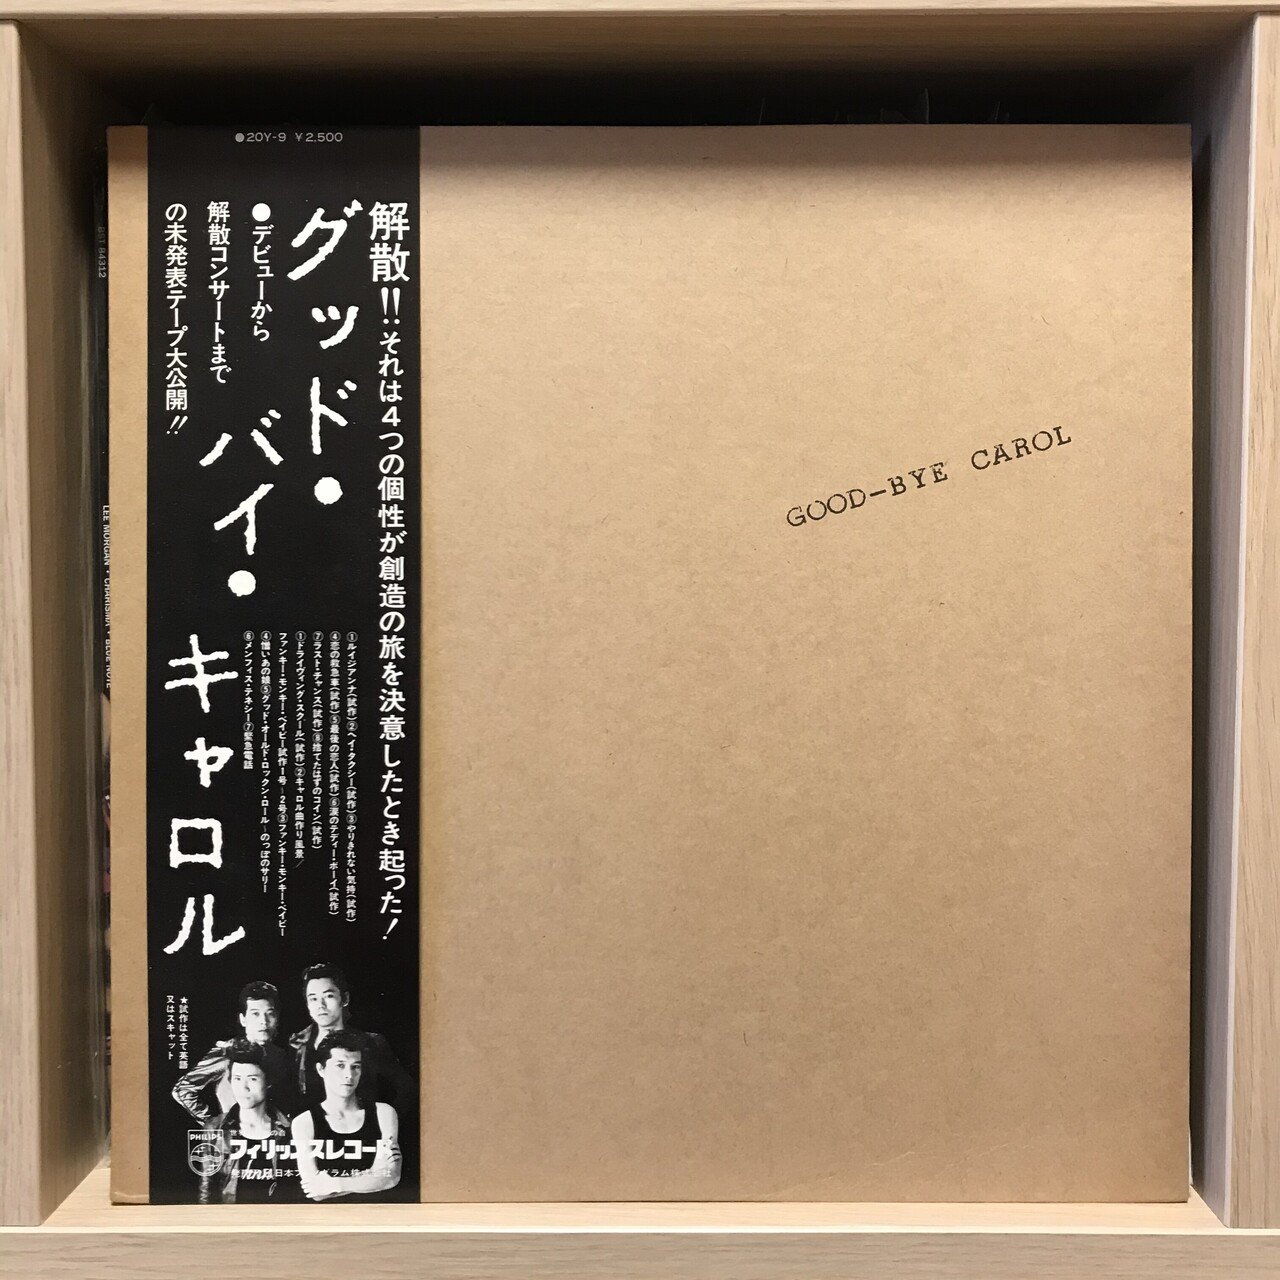 ●20Y-9 ¥2,500
解散!!それは4つの個性が創造の旅を決意したとき起った!
グッド・バイ・キャロル
●デビューから
解散コンサートまで
の未発表テープ大公開!!
①ルイジアンナ(試作)②ヘイ・タクシー(試作)③やりきれない気持(試作)
④恋の救急車(試作)⑤最後の恋人(試作)⑥涙のテディー・ボーイ(試作)
⑦ラスト・チャンス(試作)⑧捨てたはずのコイン(試作)
①ドライヴィング・スクール(試作)②キャロル曲作り風景/
ファンキー・モンキー・ベイビー試作1号~2号③ファンキー・モンキー・ベイビー
④憎いあの娘⑤グッド・オールド・ロックン・ロール~のっぽのサリー
⑥メンフィス・テネシー⑦緊急電話
★試作は全て英語
又はスキャット
PHILIPS
フィリップスレコード
GOOD-BYE CAROL
BST 84312
LEE MORGAN · CHARISMA · BLUE NOTE